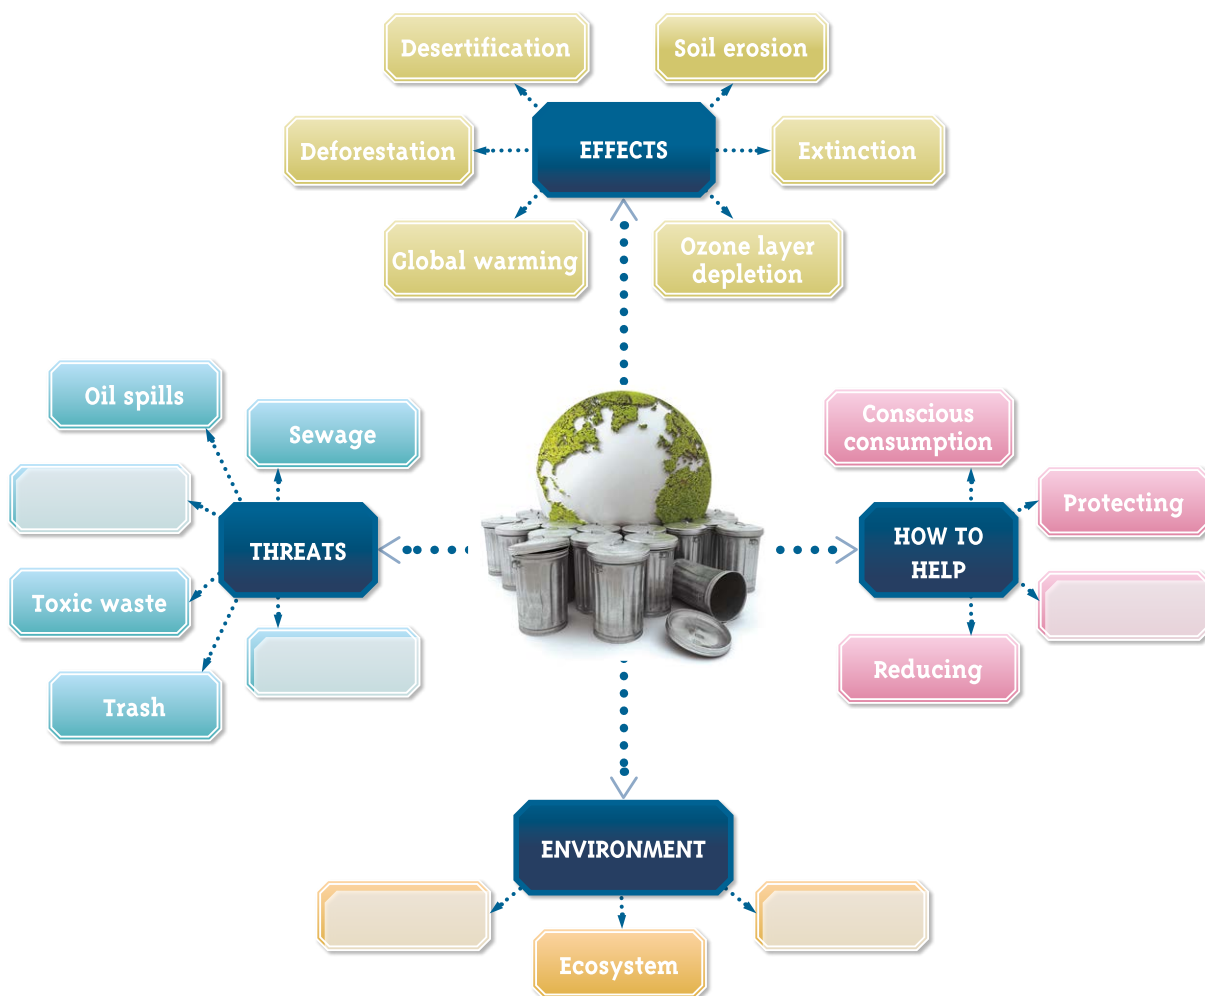 Desertification
Soil erosion
Deforestation
EFFECTS
Extinction
Global warming
Ozone layer
depletion
Oil spills
Sewage
THREATS
Toxic waste
Trash
Conscious
consumption
Protecting
HOW TO
HELP
Reducing
ENVIRONMENT
Ecosystem